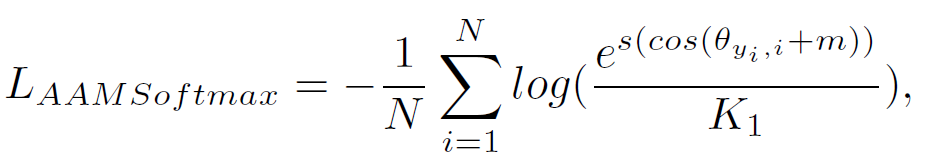 L_{AAMSoftmax} = -\frac{1}{N} \sum_{i=1}^{N} log(\frac{e^{s(cos(\theta_{y_i,i}+m))}}{K_1}),